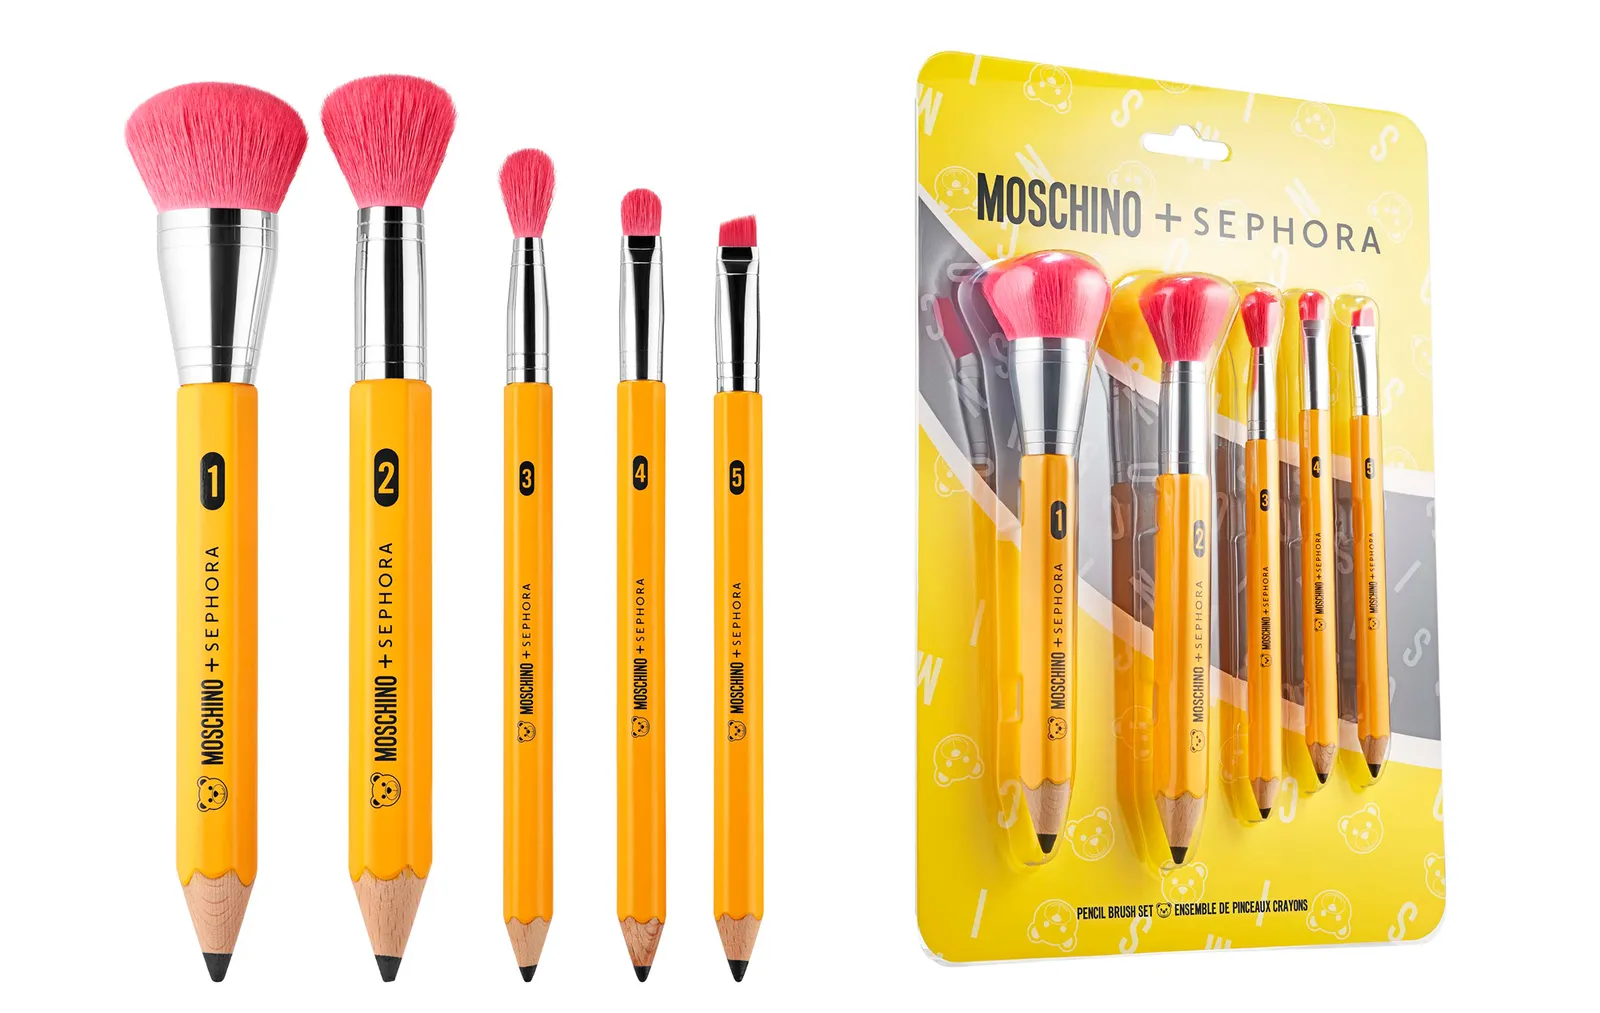 1
MOSCHINO + SEPHORA
2
MOSCHINO + SEPHORA
3
MOSCHINO + SEPHORA
4
MOSCHINO + SEPHORA
5
MOSCHINO + SEPHORA
MOSCHINO + SEPHORA
1
MOSCHINO + SEPHORA
2
MOSCHINO + SEPHORA
3
MOSCHINO + SEPHORA
4
MOSCHINO + SEPHORA
5
MOSCHINO + SEPHORA
PENCIL BRUSH SET ENSEMBLE DE PINCEAUX CRAYONS